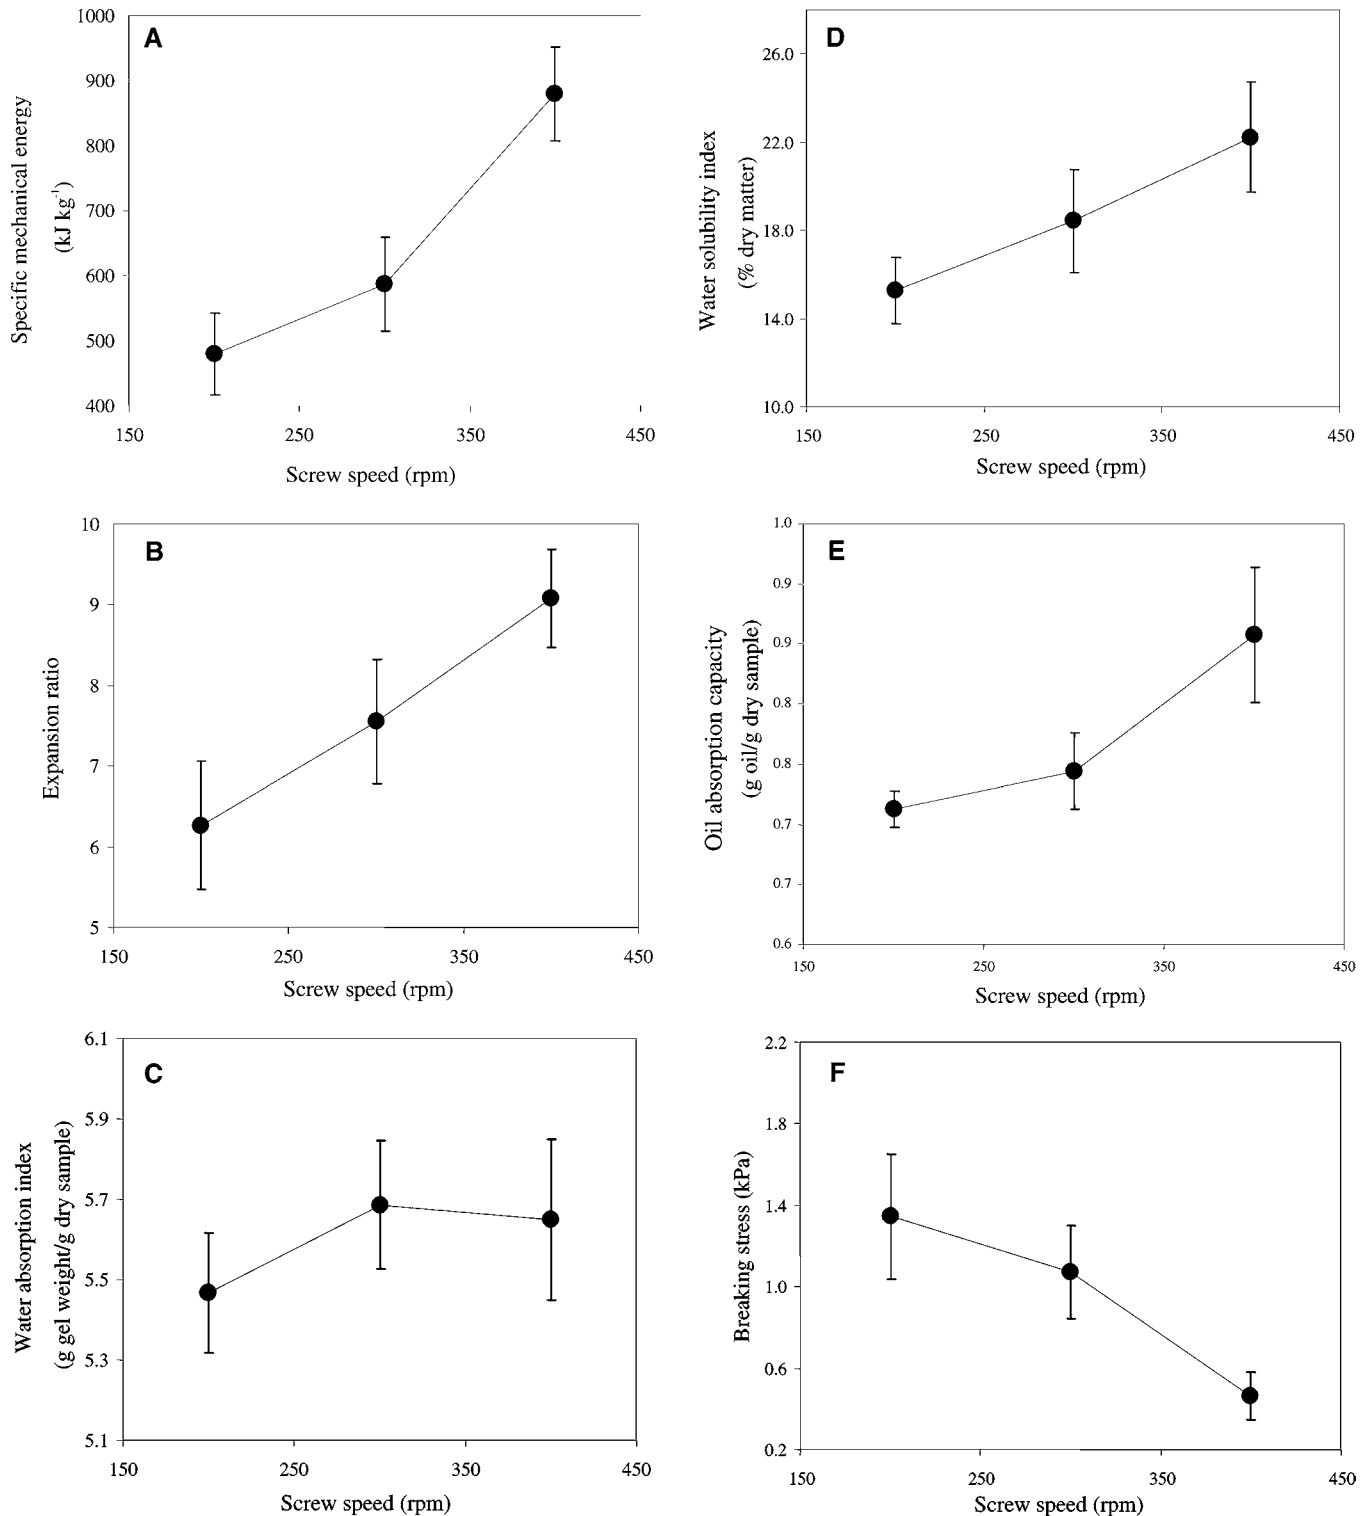 A
Specific mechanical energy
(kJ kg⁻¹)
1000
900
800
700
600
500
400
150 250 350 450
Screw speed (rpm)
D
Water solubility index
(% dry matter)
26.0
22.0
18.0
14.0
10.0
150 250 350 450
Screw speed (rpm)
B
Expansion ratio
10
9
8
7
6
5
150 250 350 450
Screw speed (rpm)
E
Oil absorption capacity
(g oil/g dry sample)
1.0
0.9
0.9
0.8
0.8
0.7
0.7
0.6
150 250 350 450
Screw speed (rpm)
C
Water absorption index
(g gel weight/g dry sample)
6.1
5.9
5.7
5.5
5.3
5.1
150 250 350 450
Screw speed (rpm)
F
Breaking stress (kPa)
2.2
1.8
1.4
1.0
0.6
0.2
150 250 350 450
Screw speed (rpm)